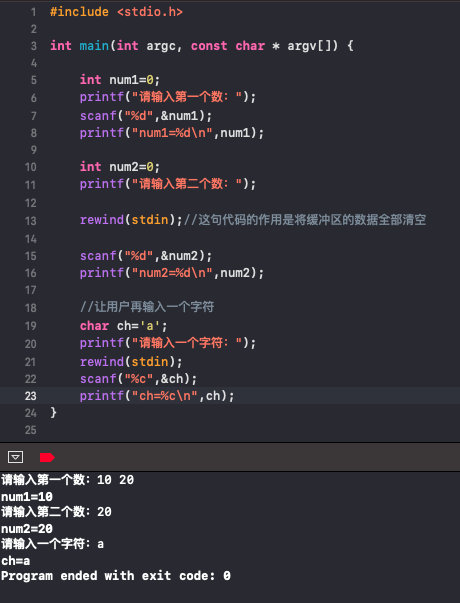 1 #include <stdio.h>
2
3 int main(int argc, const char * argv[]) {
4
5     int num1=0;
6     printf("请输入第一个数：");
7     scanf("%d",&num1);
8     printf("num1=%d\n",num1);
9
10     int num2=0;
11     printf("请输入第二个数：");
12
13     rewind(stdin);//这句代码的作用是将缓冲区的数据全部清空
14
15     scanf("%d",&num2);
16     printf("num2=%d\n",num2);
17
18     //让用户再输入一个字符
19     char ch='a';
20     printf("请输入一个字符：");
21     rewind(stdin);
22     scanf("%c",&ch);
23     printf("ch=%c\n",ch);
24 }
25
请输入第一个数：10 20
num1=10
请输入第二个数：20
num2=20
请输入一个字符：a
ch=a
Program ended with exit code: 0